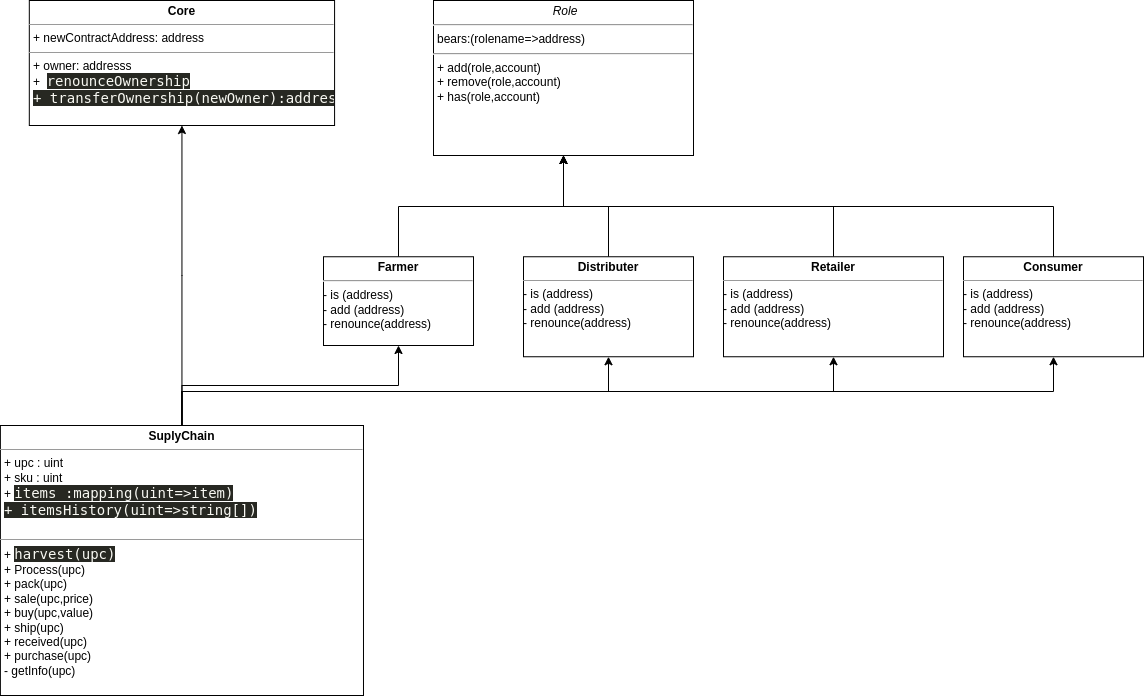 Core
+ newContractAddress: address
+ owner: addresss
+ renounceOwnership
+ transferOwnership(newOwner):addres
Role
bears:(rolename=>address)
+ add(role,account)
+ remove(role,account)
+ has(role,account)
Farmer
- is (address)
- add (address)
- renounce(address)
Distributer
- is (address)
- add (address)
- renounce(address)
Retailer
- is (address)
- add (address)
- renounce(address)
Consumer
- is (address)
- add (address)
- renounce(address)
SuplyChain
+ upc : uint
+ sku : uint
+ items :mapping(uint=>item)
+ itemsHistory(uint=>string[])
+ harvest(upc)
+ Process(upc)
+ pack(upc)
+ sale(upc,price)
+ buy(upc,value)
+ ship(upc)
+ received(upc)
+ purchase(upc)
- getInfo(upc)